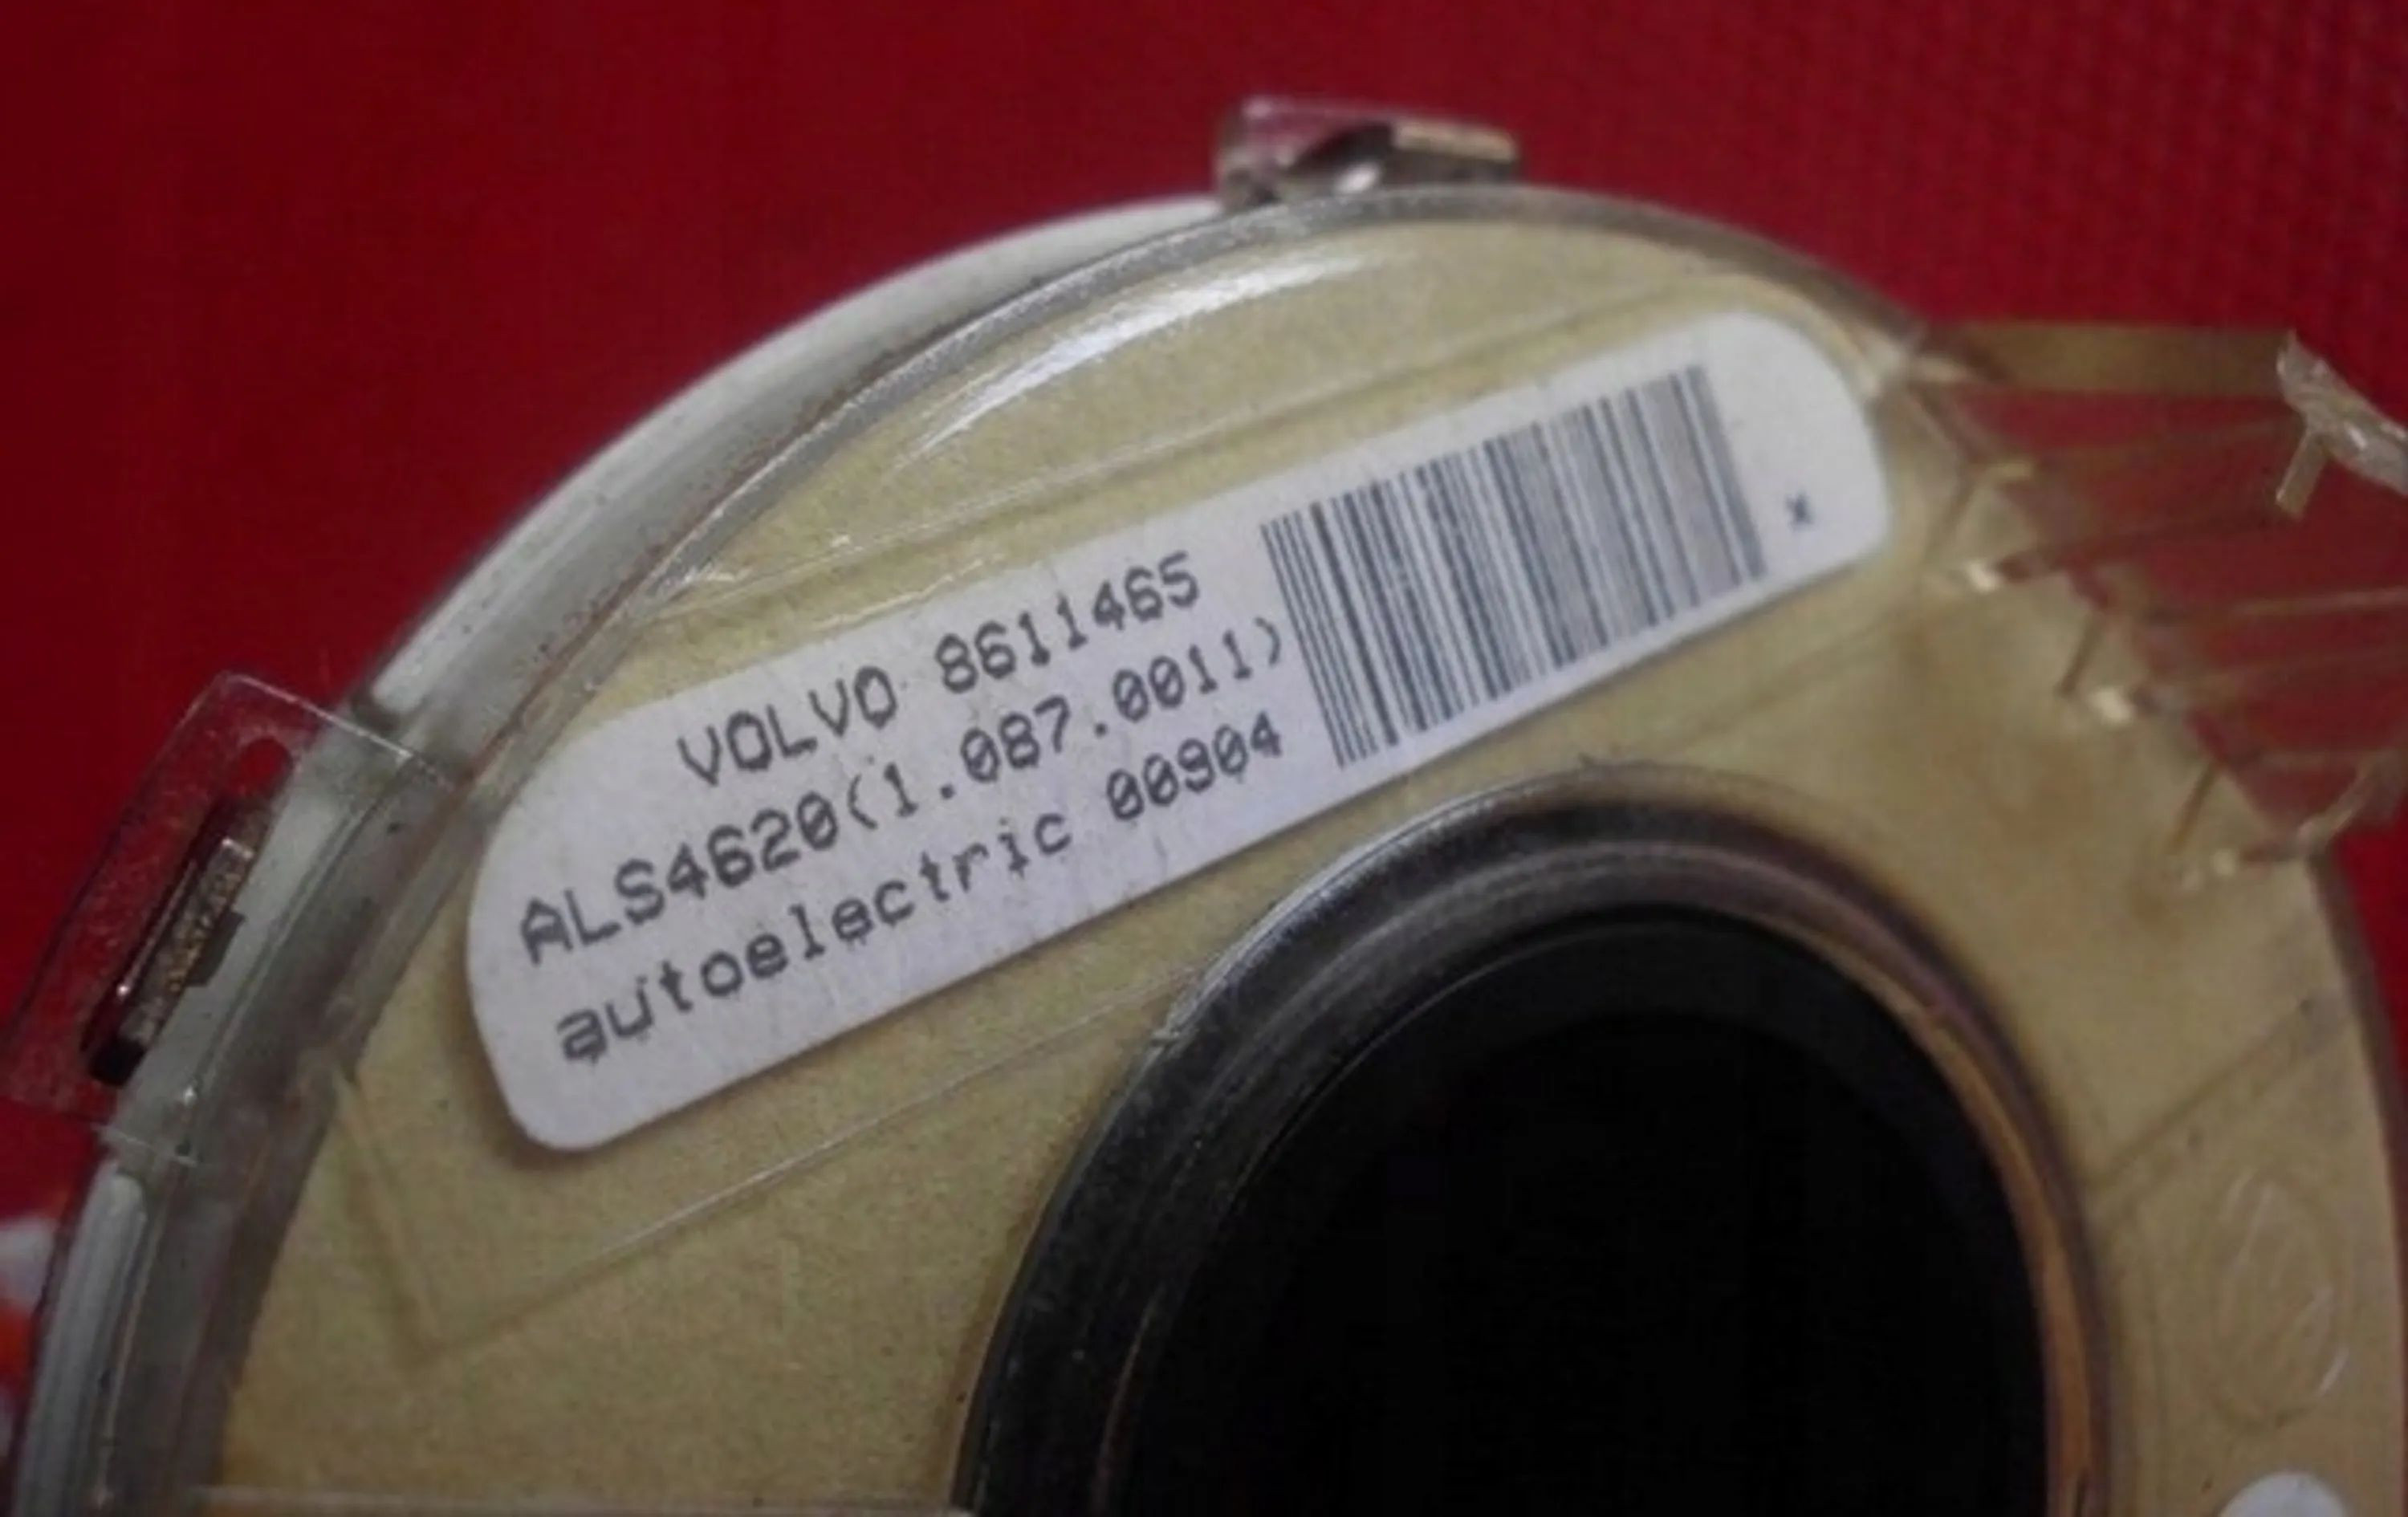 VOLVO 8611465
ALS4620(1.087.0011)
autoelectric 00904
x